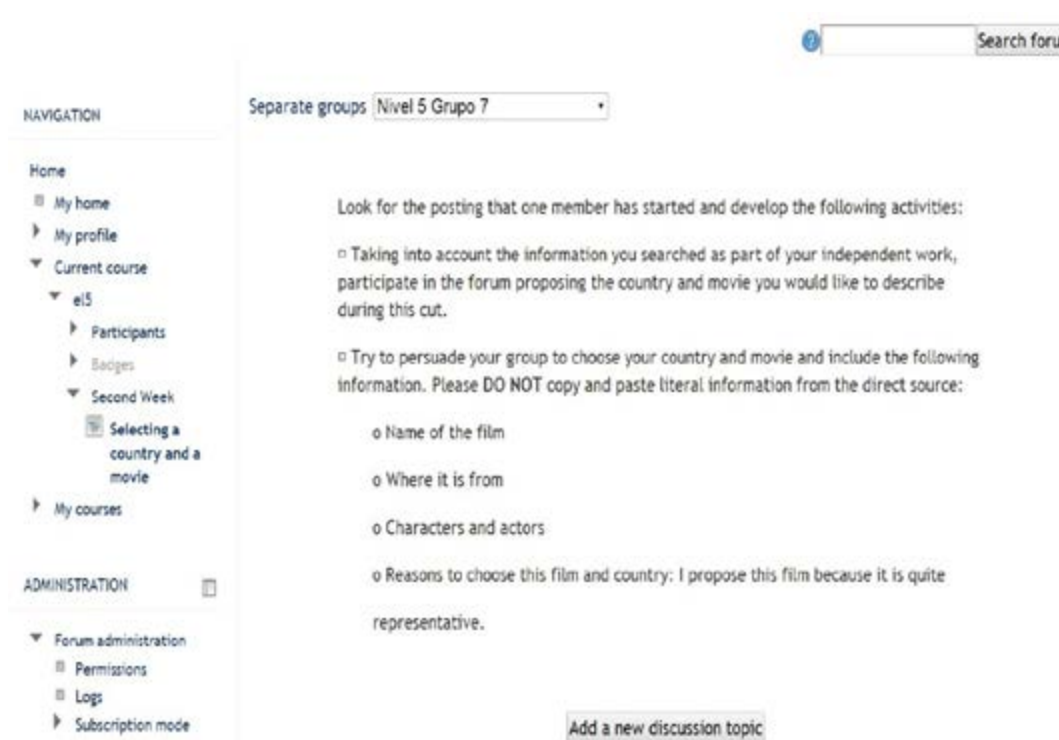 Search foru
NAVIGATION
Separate groups Nivel 5 Grupo 7
Home
My home
My profile
Current course
el5
Participants
Badges
Second Week
Selecting a
country and a
movie
My courses
ADMINISTRATION
Forum administration
Permissions
Logs
Subscription mode
Look for the posting that one member has started and develop the following activities:
▫ Taking into account the information you searched as part of your independent work,
participate in the forum proposing the country and movie you would like to describe
during this cut.
▫ Try to persuade your group to choose your country and movie and include the following
information. Please DO NOT copy and paste literal information from the direct source:
o Name of the film
o Where it is from
o Characters and actors
o Reasons to choose this film and country: I propose this film because it is quite
representative.
Add a new discussion topic